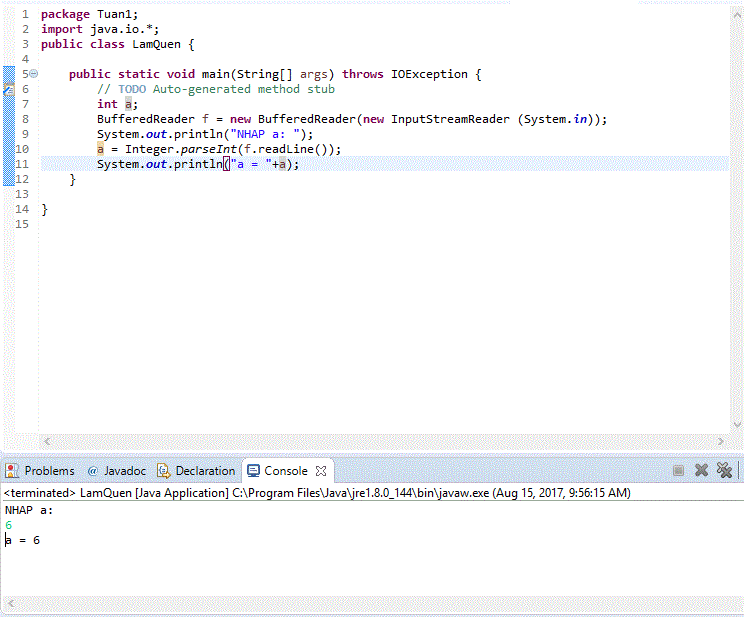 1 package Tuan1;
2 import java.io.*;
3 public class LamQuen {
4
5 public static void main(String[] args) throws IOException {
6 // TODO Auto-generated method stub
7 int a;
8 BufferedReader f = new BufferedReader(new InputStreamReader (System.in));
9 System.out.println("NHAP a: ");
10 a = Integer.parseInt(f.readLine());
11 System.out.println("a = "+a);
12 }
13
14 }
15
Problems @ Javadoc Declaration Console
<terminated> LamQuen [Java Application] C:\Program Files\Java\jre1.8.0_144\bin\javaw.exe (Aug 15, 2017, 9:56:15 AM)
NHAP a:
6
a = 6